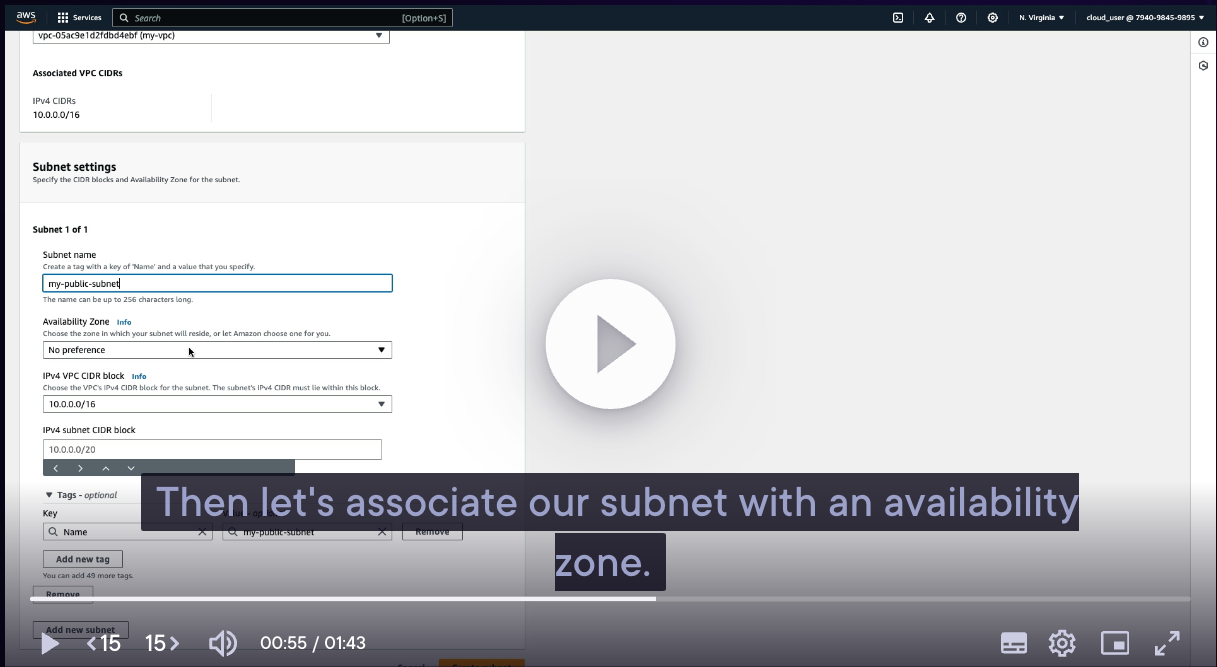 aws Services Search [Option+S] N. Virginia cloud_user @ 7940-9845-9895
vpc-05ac9e1d2fdbd4ebf (my-vpc)
Associated VPC CIDRs
IPv4 CIDRs
10.0.0.0/16
Subnet settings
Specify the CIDR blocks and Availability Zone for the subnet.
Subnet 1 of 1
Subnet name
Create a tag with a key of 'Name' and a value that you specify.
my-public-subnet
The name can be up to 256 characters long.
Availability Zone Info
Choose the zone in which your subnet will reside, or let Amazon choose one for you.
No preference
IPv4 VPC CIDR block Info
Choose the VPC's IPv4 CIDR block for the subnet. The subnet's IPv4 CIDR must lie within this block.
10.0.0.0/16
IPv4 subnet CIDR block
10.0.0.0/20
Tags - optional
Then let's associate our subnet with an availability
zone.
Key
Name my-public-subnet Remove
Add new tag
You can add 49 more tags.
Remove
Add new subnet
15 15 00:55 / 01:43